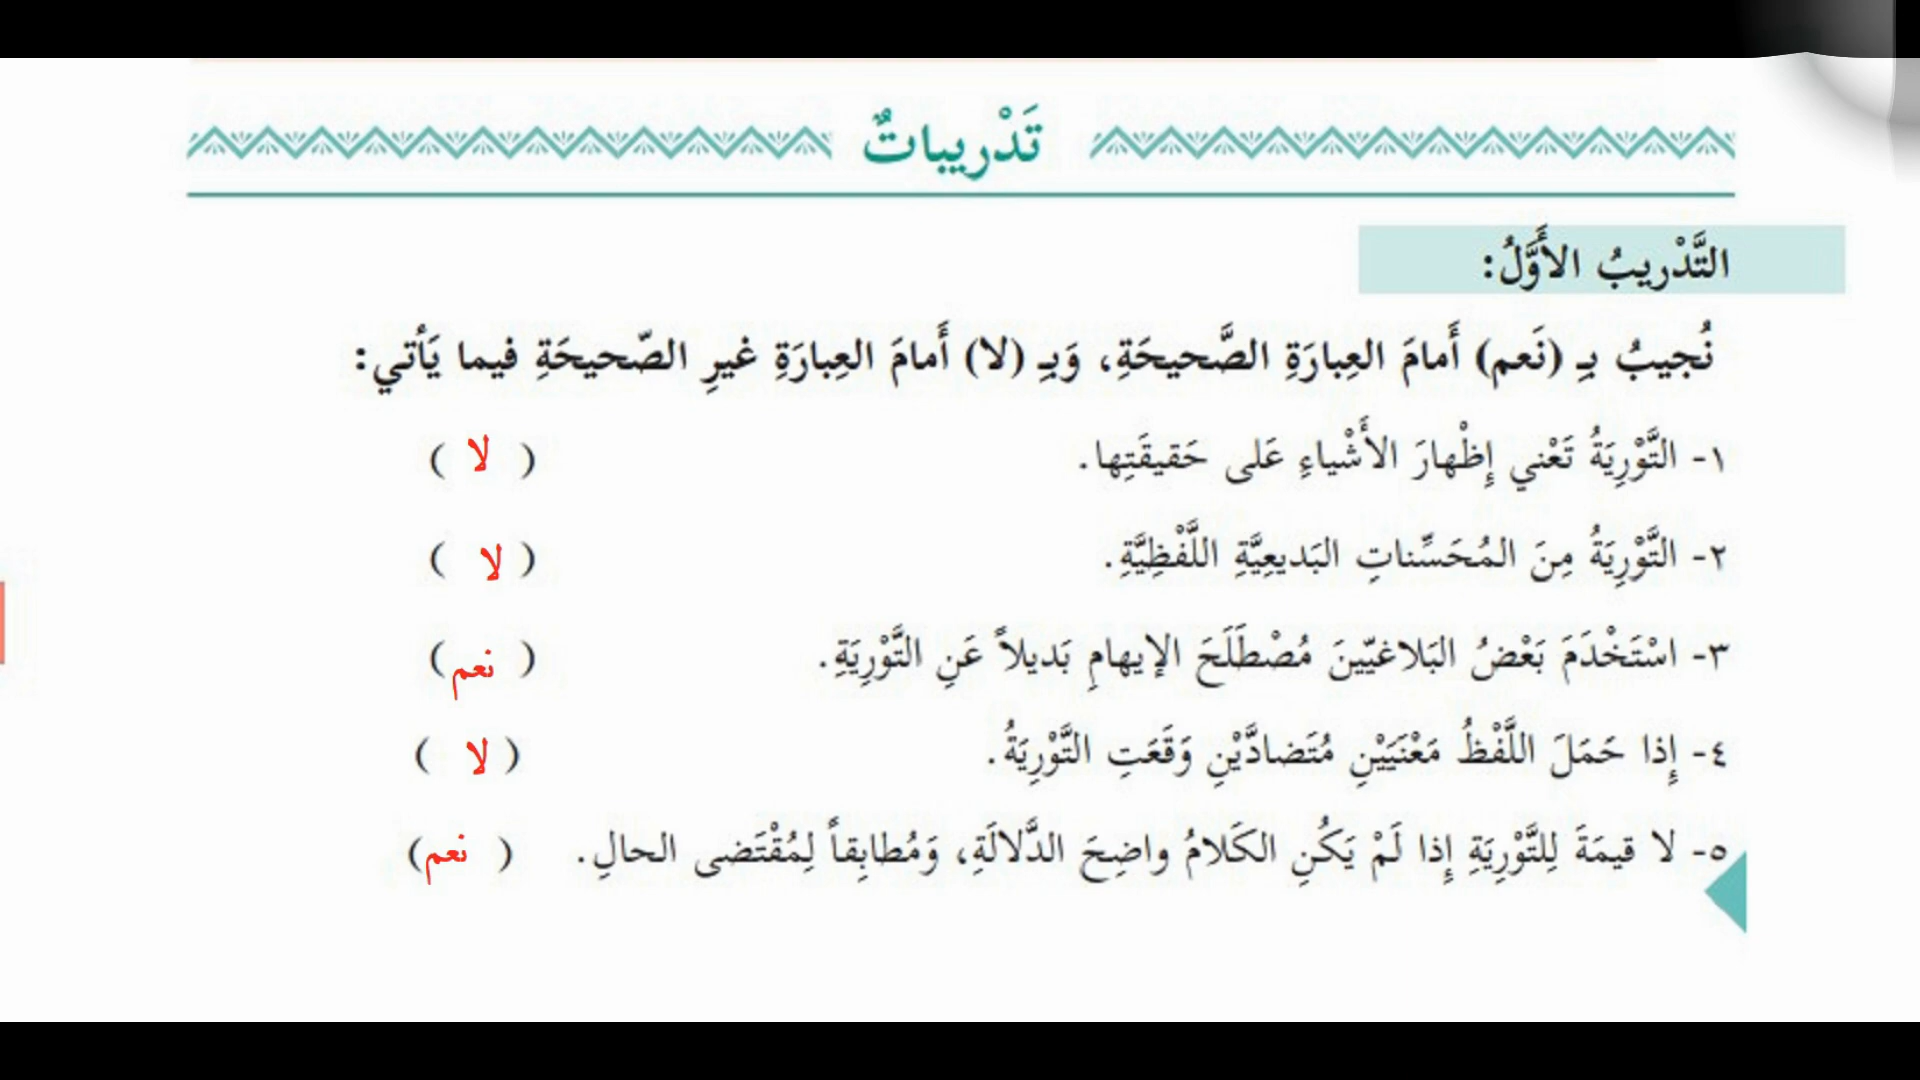 تَدْريباتٌ
التَّدْريبُ الأَوَّلُ:
نُجيبُ بِـ (نَعم) أَمامَ العِبارَةِ الصَّحيحَةِ، وَبِـ (لا) أَمامَ العِبارَةِ غيرِ الصّحيحَةِ فيما يَأتي:
١- التَّوْرِيَةُ تَعْني إِظْهارَ الأَشْياءِ عَلى حَقيقَتِها. ( لا )
٢- التَّوْرِيَةُ مِنَ المُحَسِّناتِ البَديعِيَّةِ اللَّفْظِيَّةِ. ( لا )
٣- اسْتَخْدَمَ بَعْضُ البَلاغيّينَ مُصْطَلَحَ الإيهامِ بَديلاً عَنِ التَّوْرِيَةِ. ( نعم )
٤- إِذا حَمَلَ اللَّفْظُ مَعْنَيَيْنِ مُتَضادَّيْنِ وَقَعَتِ التَّوْرِيَةُ. ( لا )
٥- لا قيمَةَ لِلتَّوْرِيَةِ إِذا لَمْ يَكُنِ الكَلامُ واضِحَ الدَّلالَةِ، وَمُطابِقاً لِمُقْتَضى الحالِ. ( نعم )